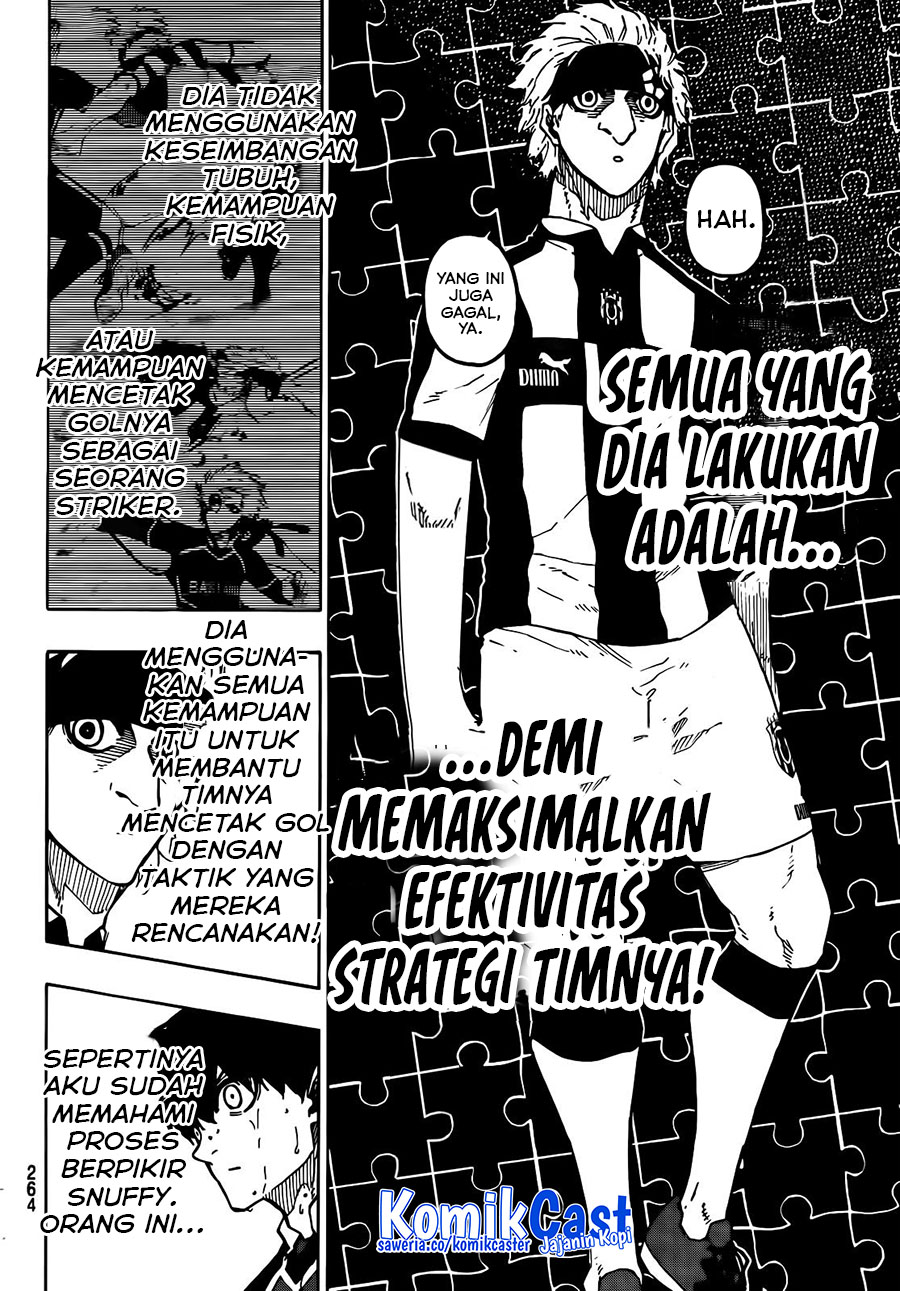 DIA TIDAK
MENGGUNAKAN
KESEIMBANGAN
TUBUH,
KEMAMPUAN
FISIK,
HAH.
YANG INI
JUGA
GAGAL,
YA.
ATAU
KEMAMPUAN
MENCETAK
GOLNYA
SEBAGAI
SEORANG
STRIKER.
DIIMA
SEMUA YANG
DIA LAKUKAN
ADALAH...
DIA
MENGGUNA-
KAN SEMUA
KEMAMPUAN
ITU UNTUK
MEMBANTU
TIMNYA
MENCETAK GOL
DENGAN
TAKTIK YANG
MEREKA
RENCANAKAN!
...DEMI
MEMAKSIMALKAN
EFEKTIVITAS
STRATEGI TIMNYA!
SEPERTINYA
AKU SUDAH
MEMAHAMI
PROSES
BERPIKIR
SNUFFY.
ORANG INI...
264
KomikCast
saweria.co/komikcaster Jajanin Kopi